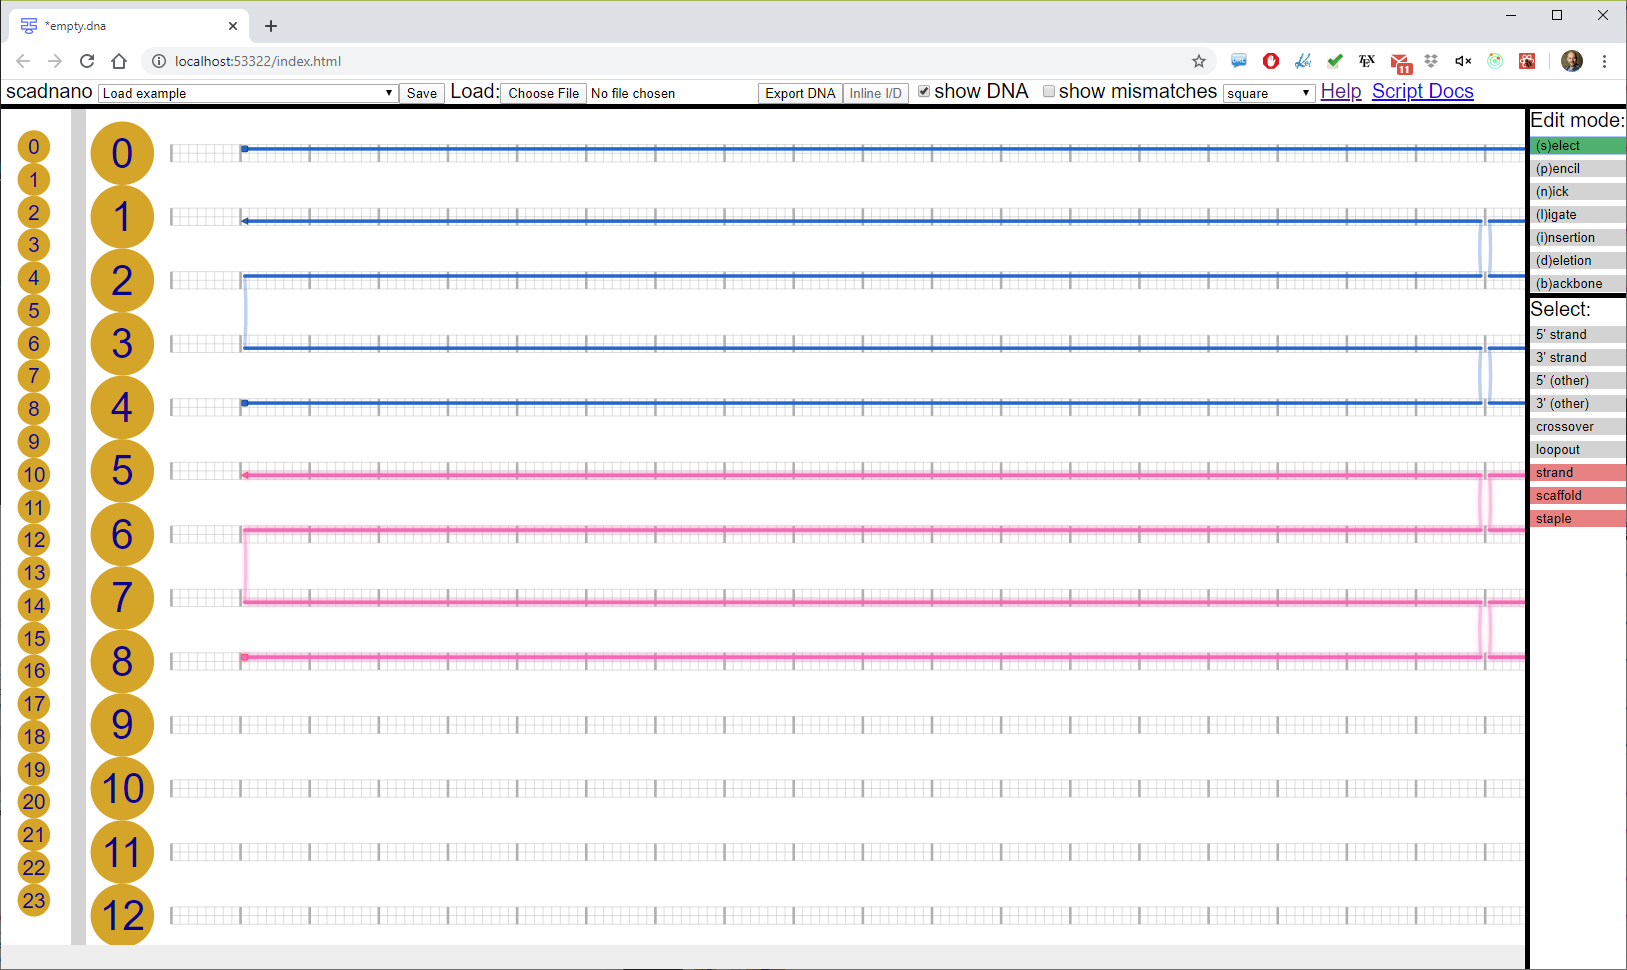 *empty.dna
localhost:53322/index.html
11
scadnano Load example Save Load: Choose File No file chosen Export DNA Inline I/D show DNA show mismatches square Help Script Docs
0
1
2
3
4
5
6
7
8
9
10
11
12
13
14
15
16
17
18
19
20
21
22
23
0
1
2
3
4
5
6
7
8
9
10
11
12
Edit mode:
(s)elect
(p)encil
(n)ick
(l)igate
(i)nsertion
(d)eletion
(b)ackbone
Select:
5' strand
3' strand
5' (other)
3' (other)
crossover
loopout
strand
scaffold
staple